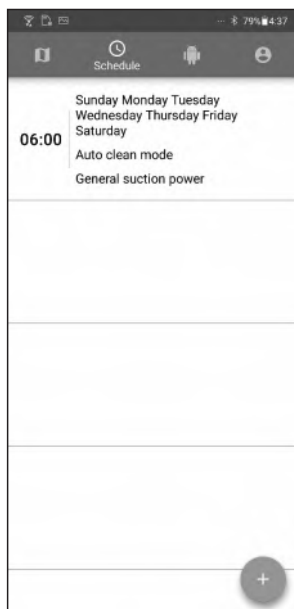 79% 4:37
Schedule
Sunday Monday Tuesday
Wednesday Thursday Friday
Saturday
06:00
Auto clean mode
General suction power
+